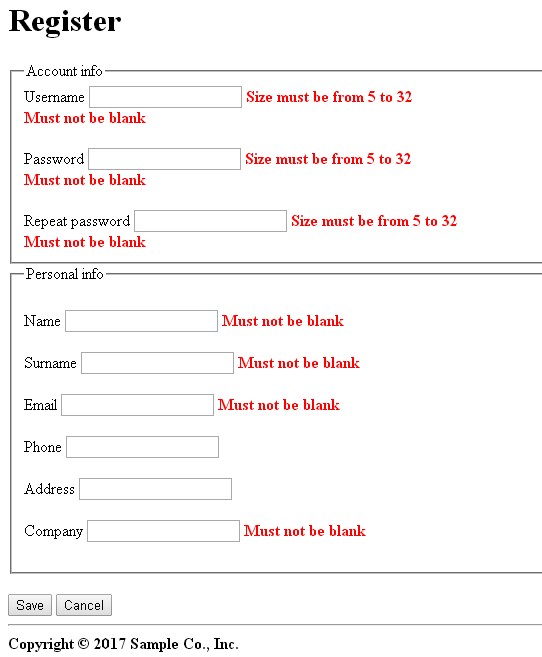 Register
Account info
Username Size must be from 5 to 32
Must not be blank
Password Size must be from 5 to 32
Must not be blank
Repeat password Size must be from 5 to 32
Must not be blank
Personal info
Name Must not be blank
Surname Must not be blank
Email Must not be blank
Phone
Address
Company Must not be blank
Save Cancel
Copyright © 2017 Sample Co., Inc.